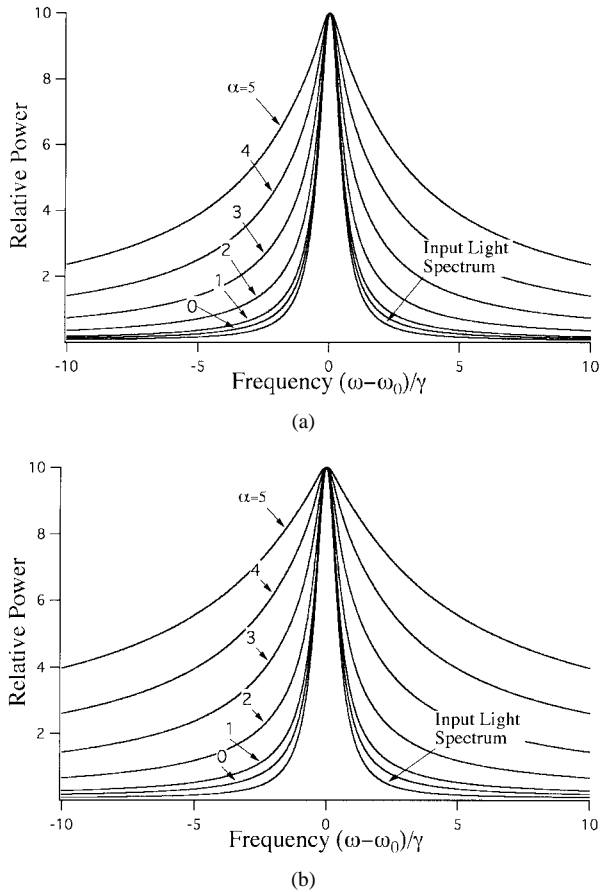 10
8
6
4
2
Relative Power
α=5
4
3
2
1
0
Input Light
Spectrum
-10
-5
0
5
10
Frequency (ω−ω₀)/γ
(a)
10
8
6
4
2
Relative Power
α=5
4
3
2
1
0
Input Light
Spectrum
-10
-5
0
5
10
Frequency (ω−ω₀)/γ
(b)